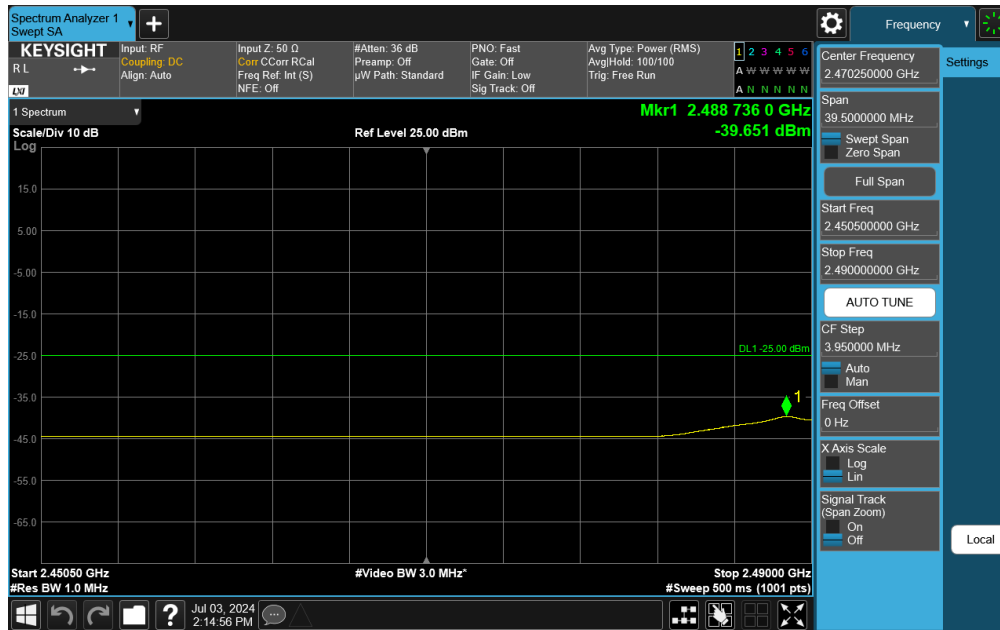 Spectrum Analyzer 1
Swept SA
Frequency
KEYSIGHT
R L
LXI
Input: RF
Coupling: DC
Align: Auto
Input Z: 50 Ω
Corr CCorr RCal
Freq Ref: Int (S)
NFE: Off
#Atten: 36 dB
Preamp: Off
µW Path: Standard
PNO: Fast
Gate: Off
IF Gain: Low
Sig Track: Off
Avg Type: Power (RMS)
Avg|Hold: 100/100
Trig: Free Run
1 2 3 4 5 6
A W W W W W
A N N N N N
1 Spectrum
Mkr1 2.488 736 0 GHz
Scale/Div 10 dB
Ref Level 25.00 dBm
-39.651 dBm
Log
15.0
5.00
-5.00
-15.0
-25.0
-35.0
-45.0
-55.0
-65.0
DL1 -25.00 dBm
1
Start 2.45050 GHz
#Video BW 3.0 MHz*
Stop 2.49000 GHz
#Res BW 1.0 MHz
#Sweep 500 ms (1001 pts)
Jul 03, 2024
2:14:56 PM
Center Frequency
2.470250000 GHz
Settings
Span
39.5000000 MHz
Swept Span
Zero Span
Full Span
Start Freq
2.450500000 GHz
Stop Freq
2.490000000 GHz
AUTO TUNE
CF Step
3.950000 MHz
Auto
Man
Freq Offset
0 Hz
X Axis Scale
Log
Lin
Signal Track
(Span Zoom)
On
Off
Local